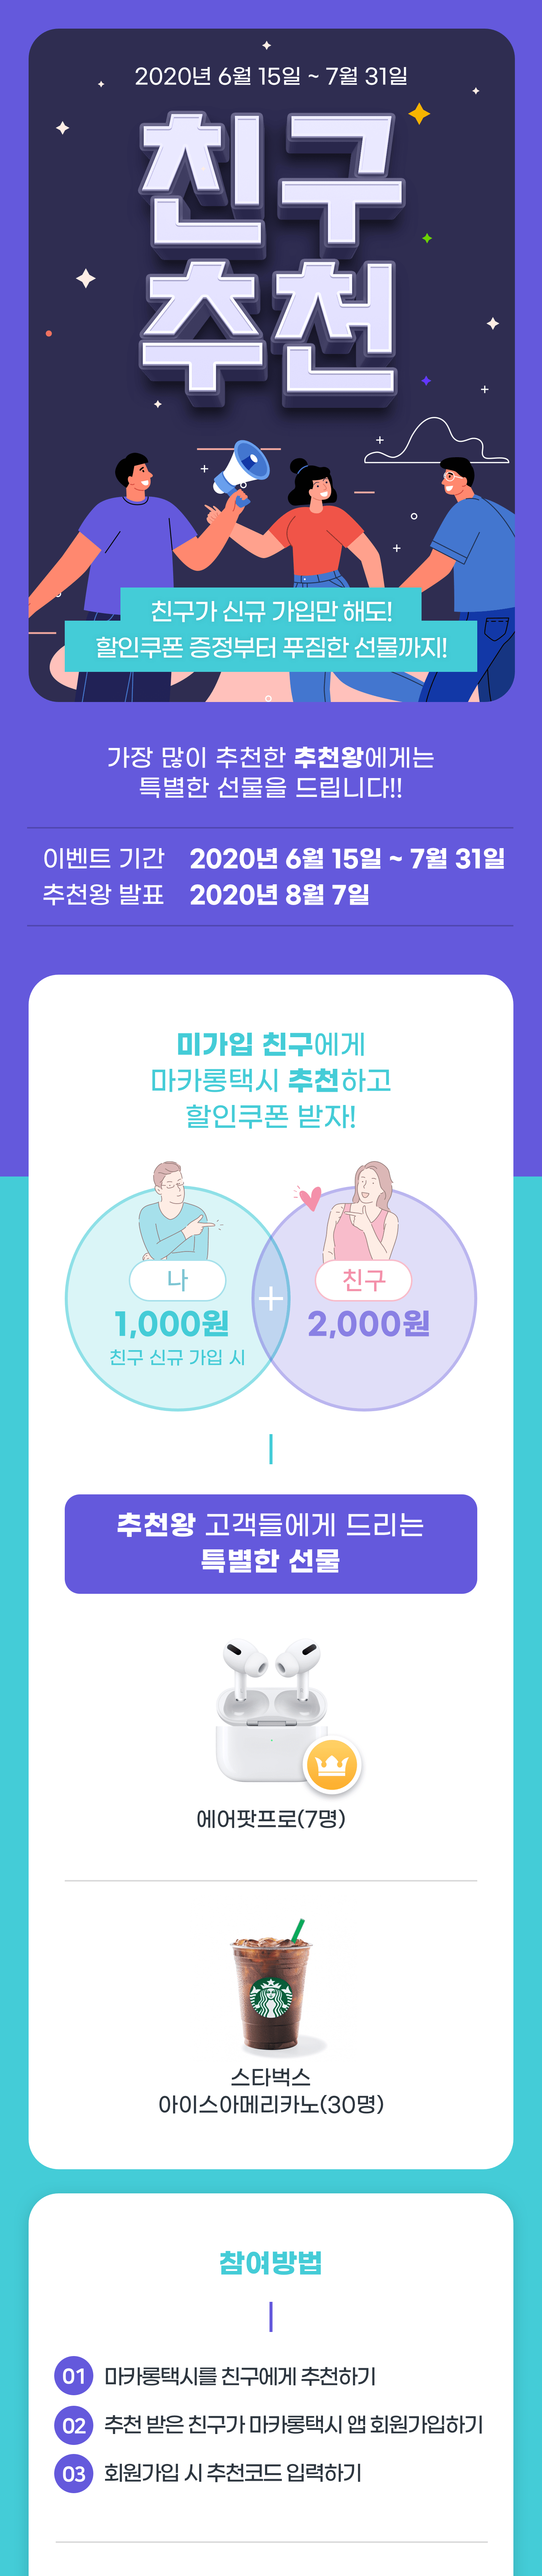 2020년 6월 15일 ~ 7월 31일
친구
추천
친구가 신규 가입만 해도!
할인쿠폰 증정부터 푸짐한 선물까지!
가장 많이 추천한 추천왕에게는
특별한 선물을 드립니다!!
이벤트 기간 2020년 6월 15일 ~ 7월 31일
추천왕 발표 2020년 8월 7일
미가입 친구에게
마카롱택시 추천하고
할인쿠폰 받자!
나 친구
1,000원 + 2,000원
친구 신규 가입 시
추천왕 고객들에게 드리는
특별한 선물
에어팟프로(7명)
스타벅스
아이스아메리카노(30명)
참여방법
01 마카롱택시를 친구에게 추천하기
02 추천 받은 친구가 마카롱택시 앱 회원가입하기
03 회원가입 시 추천코드 입력하기